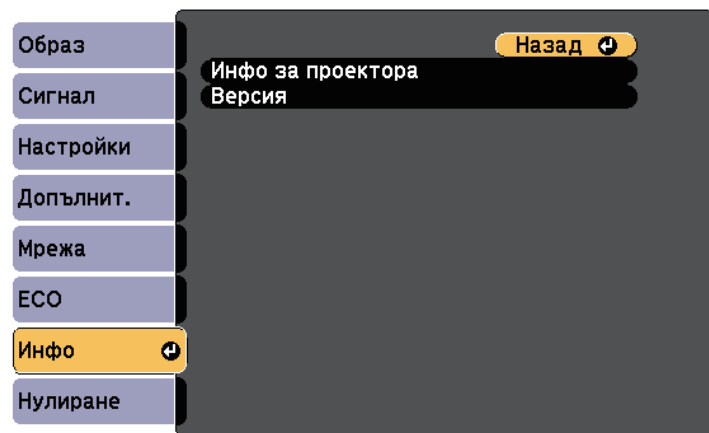 Образ
Сигнал
Настройки
Допълнит.
Мрежа
ECO
Инфо
Нулиране
Назад
Инфо за проектора
Версия